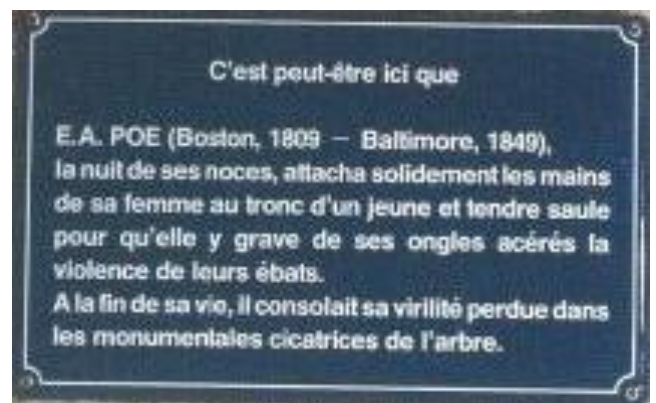 C'est peut-être ici que
E.A. POE (Boston, 1809 — Baltimore, 1849),
la nuit de ses noces, attacha solidement les mains
de sa femme au tronc d'un jeune et tendre saule
pour qu'elle y grave de ses ongles acérés la
violence de leurs ébats.
A la fin de sa vie, il consolait sa virilité perdue dans
les monumentales cicatrices de l'arbre.